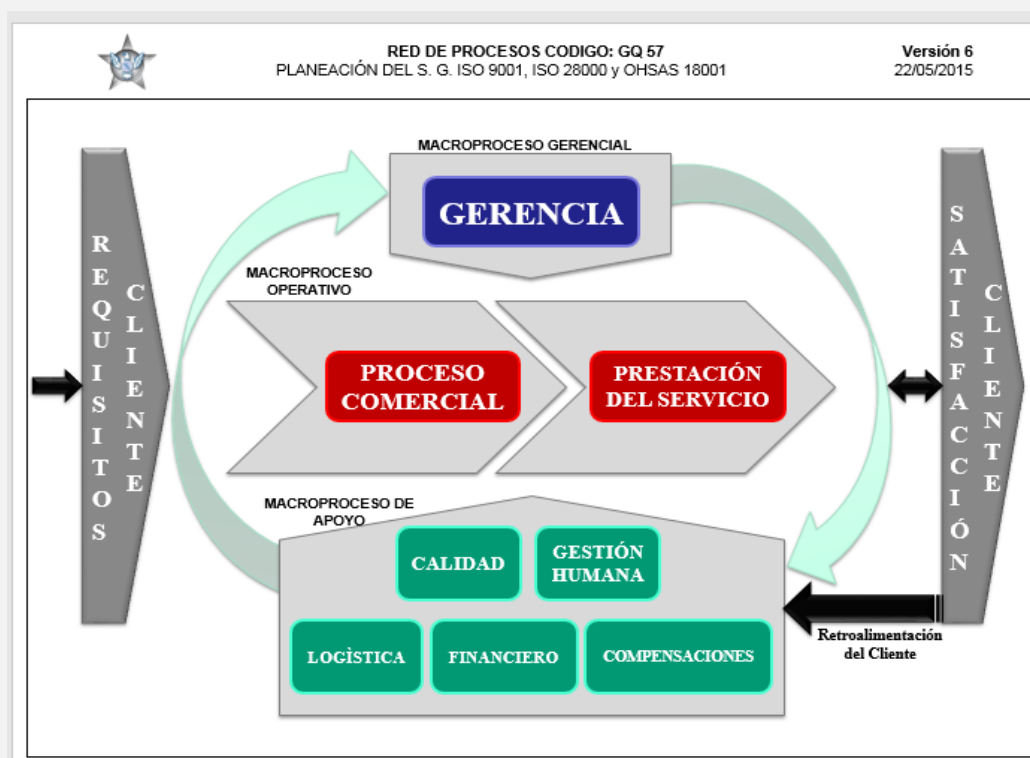 RED DE PROCESOS CODIGO: GQ 57
PLANEACIÓN DEL S. G. ISO 9001, ISO 28000 y OHSAS 18001
Versión 6
22/05/2015
MACROPROCESO GERENCIAL
GERENCIA
REQUISITOS
CLIENTE
MACROPROCESO
OPERATIVO
PROCESO
COMERCIAL
PRESTACIÓN
DEL SERVICIO
SATISFACCIÓN
CLIENTE
MACROPROCESO DE
APOYO
CALIDAD
GESTIÓN
HUMANA
LOGÌSTICA
FINANCIERO
COMPENSACIONES
Retroalimentación
del Cliente